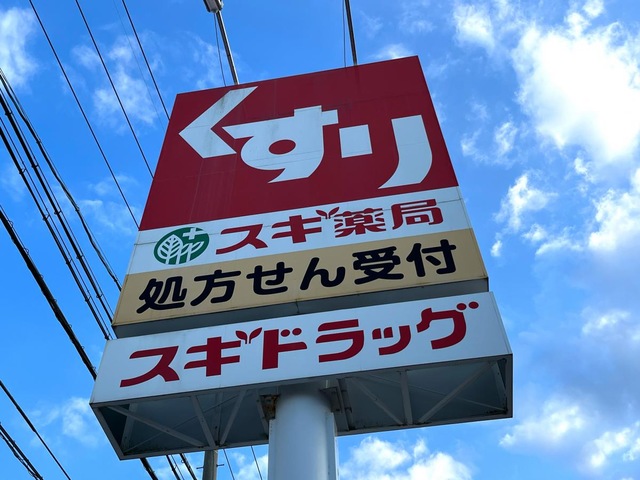 くすり
スギ薬局
処方せん受付
スギドラッグ